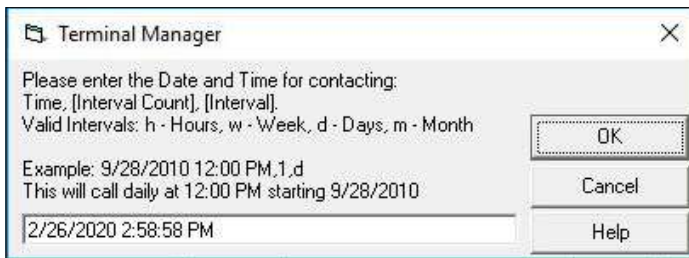 Terminal Manager
Please enter the Date and Time for contacting:
Time, [Interval Count], [Interval].
Valid Intervals: h - Hours, w - Week, d - Days, m - Month
OK
Example: 9/28/2010 12:00 PM,1,d
This will call daily at 12:00 PM starting 9/28/2010
Cancel
2/26/2020 2:58:58 PM
Help